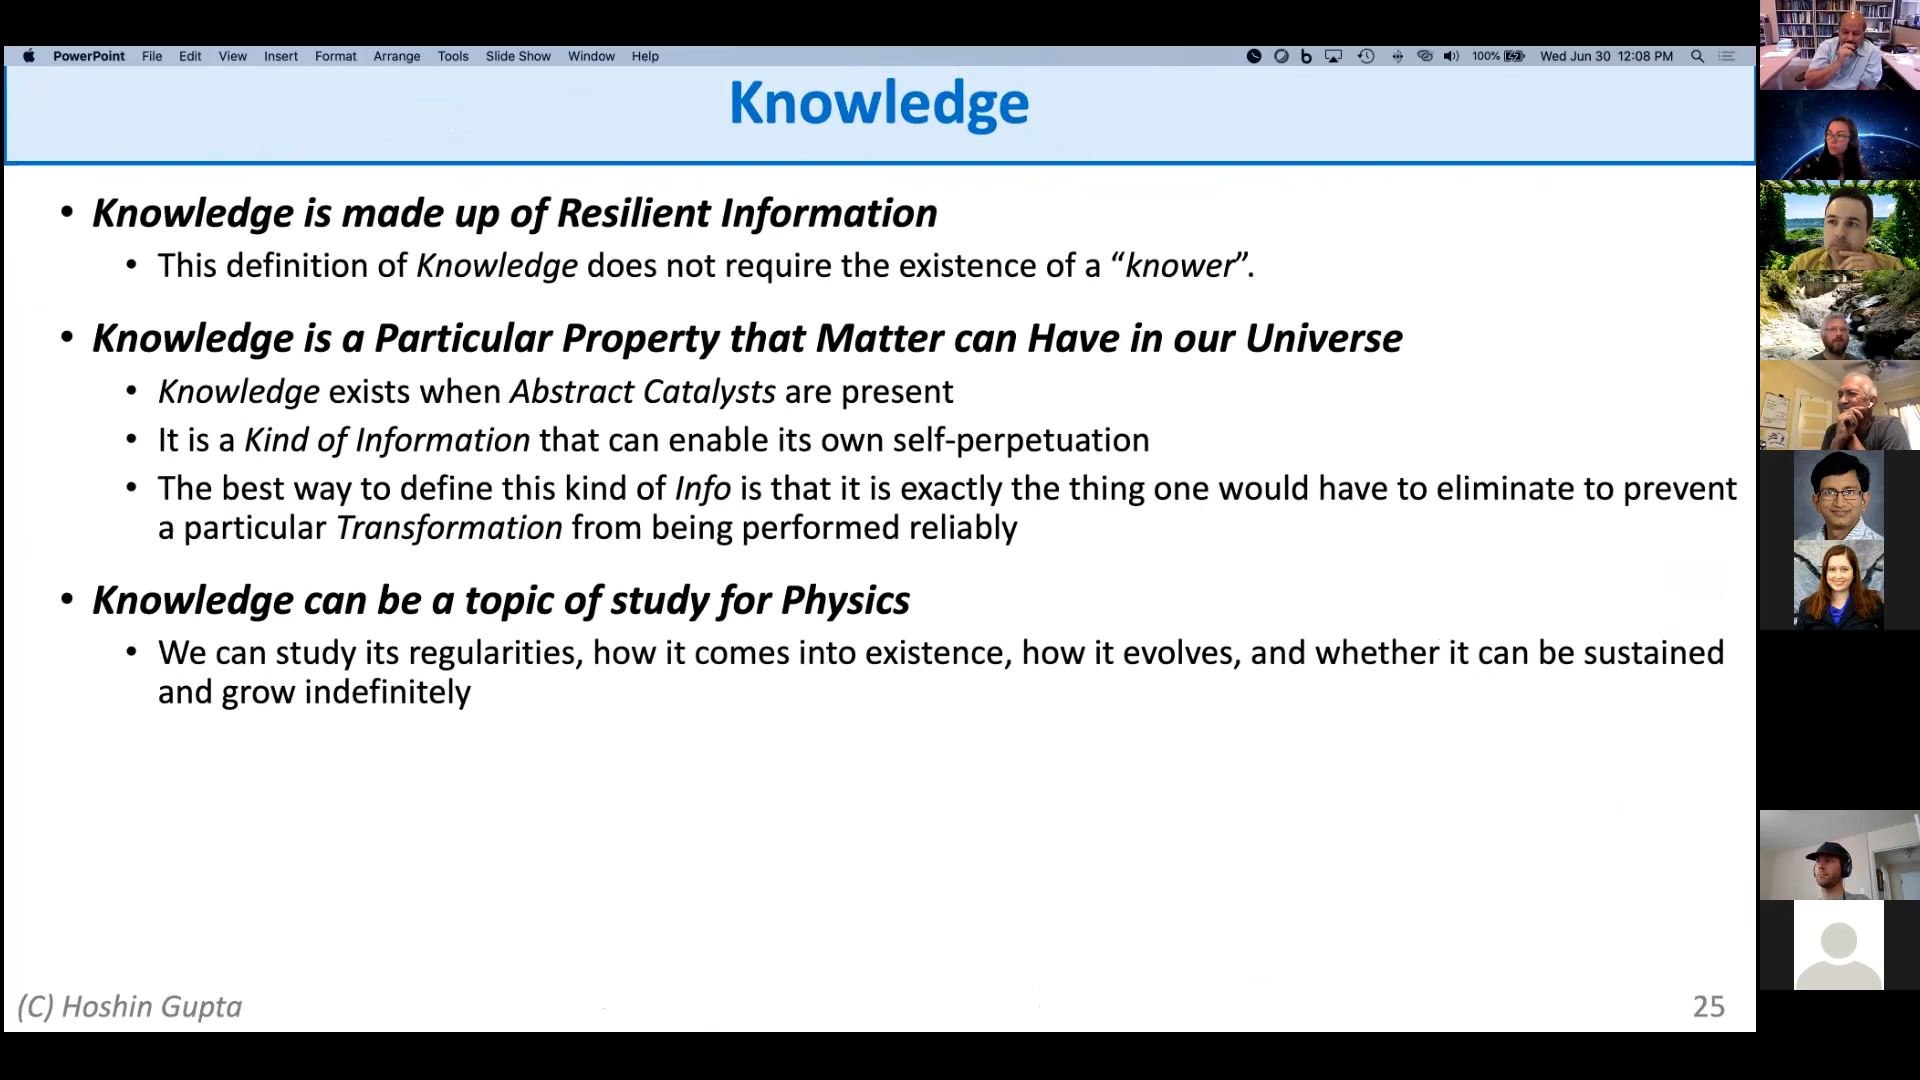 PowerPoint File Edit View Insert Format Arrange Tools Slide Show Window Help 100% Wed Jun 30 12:08 PM
Knowledge
• Knowledge is made up of Resilient Information
• This definition of Knowledge does not require the existence of a “knower”.
• Knowledge is a Particular Property that Matter can Have in our Universe
• Knowledge exists when Abstract Catalysts are present
• It is a Kind of Information that can enable its own self-perpetuation
• The best way to define this kind of Info is that it is exactly the thing one would have to eliminate to prevent
a particular Transformation from being performed reliably
• Knowledge can be a topic of study for Physics
• We can study its regularities, how it comes into existence, how it evolves, and whether it can be sustained
and grow indefinitely
(C) Hoshin Gupta
25